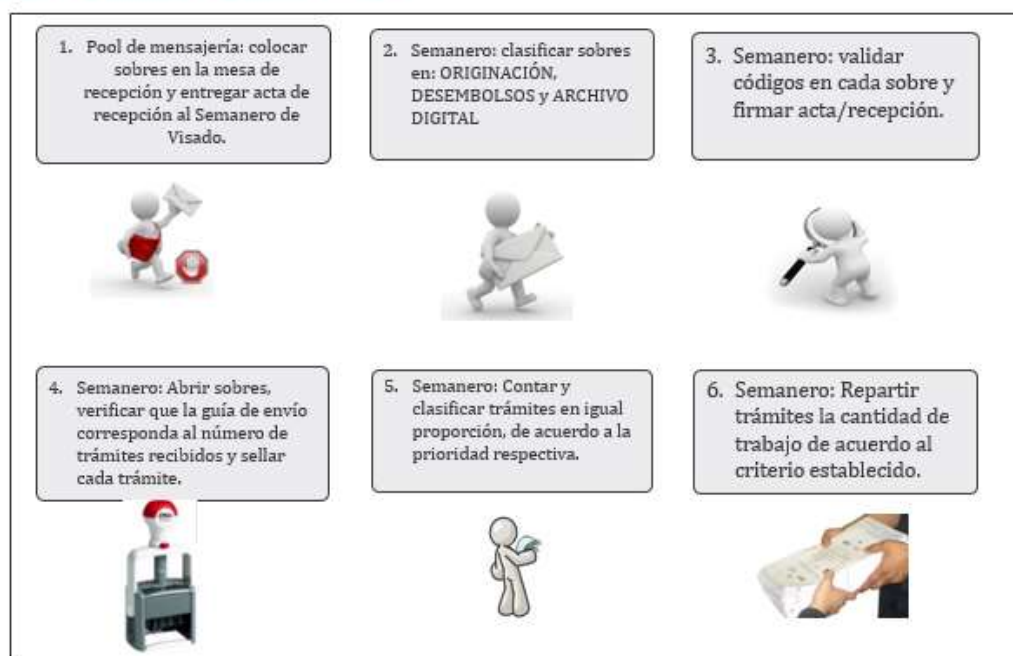 1. Pool de mensajería: colocar
sobres en la mesa de
recepción y entregar acta de
recepción al Semanero de
Visado.
2. Semanero: clasificar sobres
en: ORIGINACIÓN,
DESEMBOLSOS y ARCHIVO
DIGITAL
3. Semanero: validar
códigos en cada sobre y
firmar acta/recepción.
4. Semanero: Abrir sobres,
verificar que la guía de envío
corresponda al número de
trámites recibidos y sellar
cada trámite.
5. Semanero: Contar y
clasificar trámites en igual
proporción, de acuerdo a la
prioridad respectiva.
6. Semanero: Repartir
trámites la cantidad de
trabajo de acuerdo al
criterio establecido.